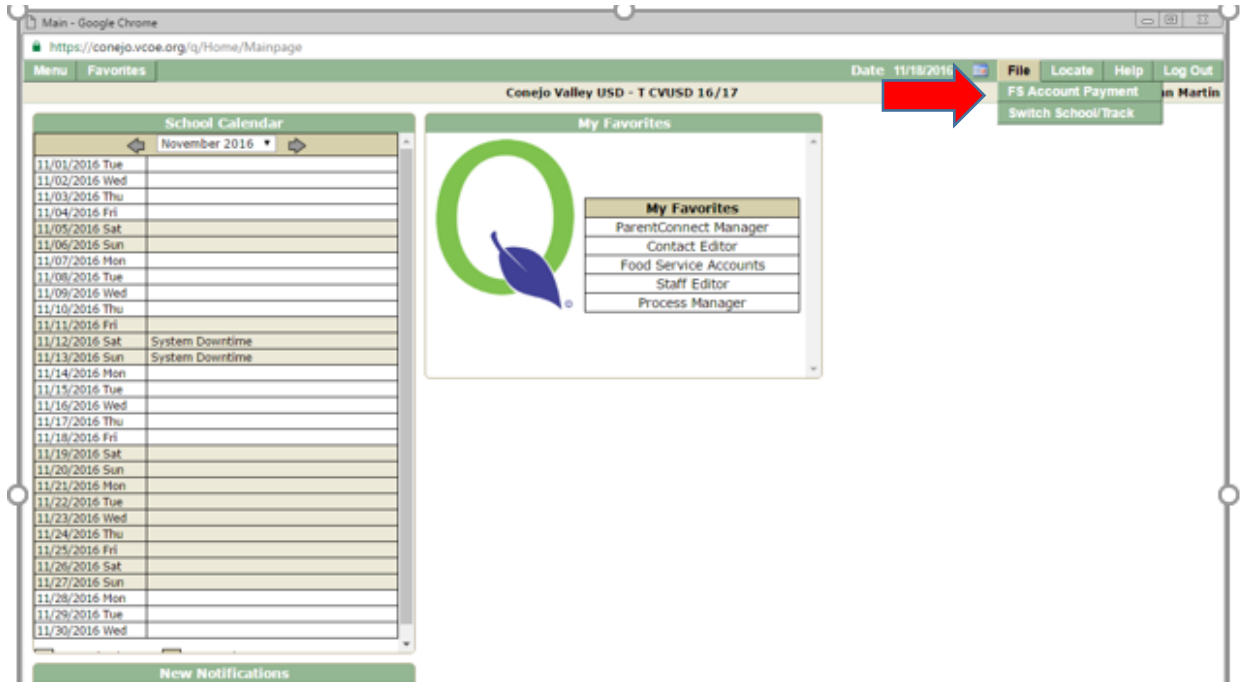 Main - Google Chrome
https://conejo.vcoe.org/q/Home/Mainpage
Menu Favorites Date 11/18/2016 File Locate Help Log Out
Conejo Valley USD - T CVUSD 16/17 FS Account Payment Martin
Switch School/Track
School Calendar
November 2016
11/01/2016 Tue
11/02/2016 Wed
11/03/2016 Thu
11/04/2016 Fri
11/05/2016 Sat
11/06/2016 Sun
11/07/2016 Mon
11/08/2016 Tue
11/09/2016 Wed
11/10/2016 Thu
11/11/2016 Fri
11/12/2016 Sat System Downtime
11/13/2016 Sun System Downtime
11/14/2016 Mon
11/15/2016 Tue
11/16/2016 Wed
11/17/2016 Thu
11/18/2016 Fri
11/19/2016 Sat
11/20/2016 Sun
11/21/2016 Mon
11/22/2016 Tue
11/23/2016 Wed
11/24/2016 Thu
11/25/2016 Fri
11/26/2016 Sat
11/27/2016 Sun
11/28/2016 Mon
11/29/2016 Tue
11/30/2016 Wed
New Notifications
My Favorites
Q
My Favorites
ParentConnect Manager
Contact Editor
Food Service Accounts
Staff Editor
Process Manager